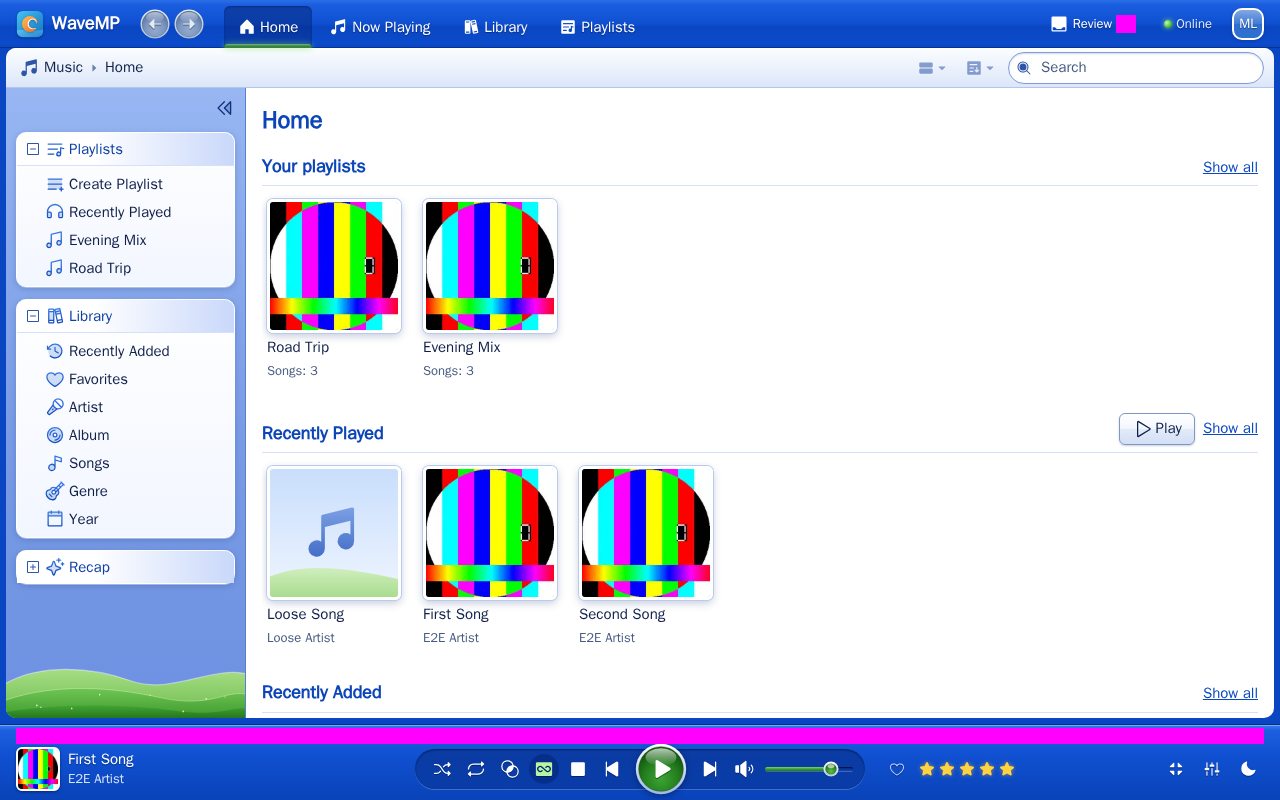 WaveMP
Home
Now Playing
Library
Playlists
Review
Online
ML
Music
Home
Search
Playlists
Create Playlist
Recently Played
Evening Mix
Road Trip
Library
Recently Added
Favorites
Artist
Album
Songs
Genre
Year
Recap
Home
Your playlists
Show all
Road Trip
Songs: 3
Evening Mix
Songs: 3
Recently Played
Play
Show all
Loose Song
Loose Artist
First Song
E2E Artist
Second Song
E2E Artist
Recently Added
Show all
First Song
E2E Artist